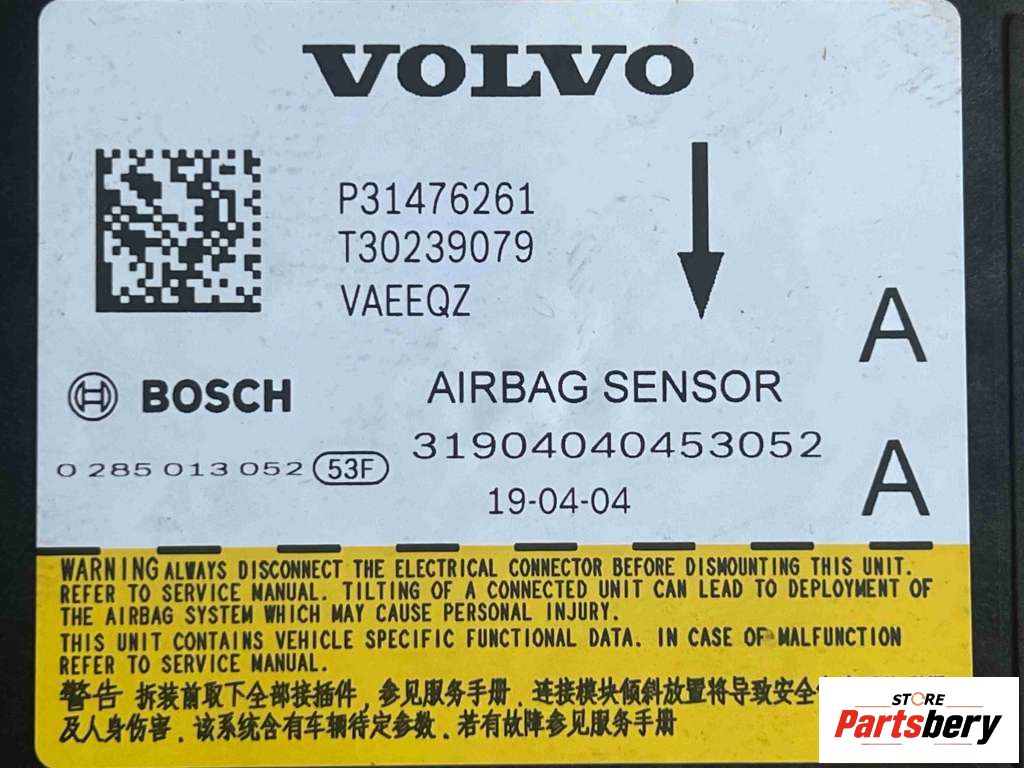 VOLVO
P31476261
T30239079
VAEEQZ
A
BOSCH
AIRBAG SENSOR
0 285 013 052 53F
31904040453052
19-04-04
A
WARNING ALWAYS DISCONNECT THE ELECTRICAL CONNECTOR BEFORE DISMOUNTING THIS UNIT.
REFER TO SERVICE MANUAL. TILTING OF A CONNECTED UNIT CAN LEAD TO DEPLOYMENT OF
THE AIRBAG SYSTEM WHICH MAY CAUSE PERSONAL INJURY.
THIS UNIT CONTAINS VEHICLE SPECIFIC FUNCTIONAL DATA. IN CASE OF MALFUNCTION
REFER TO SERVICE MANUAL.
警告 拆装前取下全部接插件, 参见服务手册. 连接模块倾斜放置将导致安全
及人身伤害. 该系统含有车辆待定参数. 若有故障参见服务手册
STORE
Partsbery